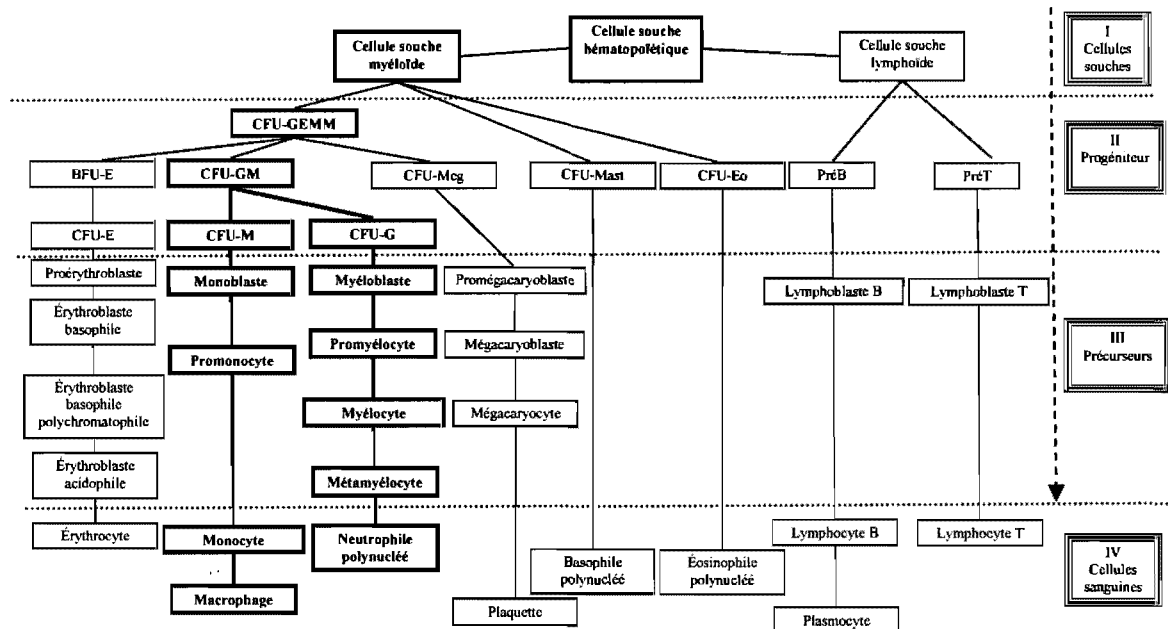 Cellule souche
myéloïde
Cellule souche
hématopoïétique
Cellule souche
lymphoïde
I
Cellules
souches
CFU-GEMM
II
Progéniteur
BFU-E
CFU-GM
CFU-Meg
CFU-Mast
CFU-Eo
PréB
PréT
CFU-E
CFU-M
CFU-G
Proérythroblaste
Monoblaste
Myéloblaste
Promégacaryoblaste
Lymphoblaste B
Lymphoblaste T
Érythroblaste
basophile
Promonocyte
Promyélocyte
Mégacaryoblaste
III
Précurseurs
Érythroblaste
basophile
polychromatophile
Myélocyte
Mégacaryocyte
Érythroblaste
acidophile
Métamyélocyte
Érythrocyte
Monocyte
Neutrophile
polynucléé
Lymphocyte B
Lymphocyte T
Basophile
polynucléé
Éosinophile
polynucléé
IV
Cellules
sanguines
Macrophage
Plaquette
Plasmocyte